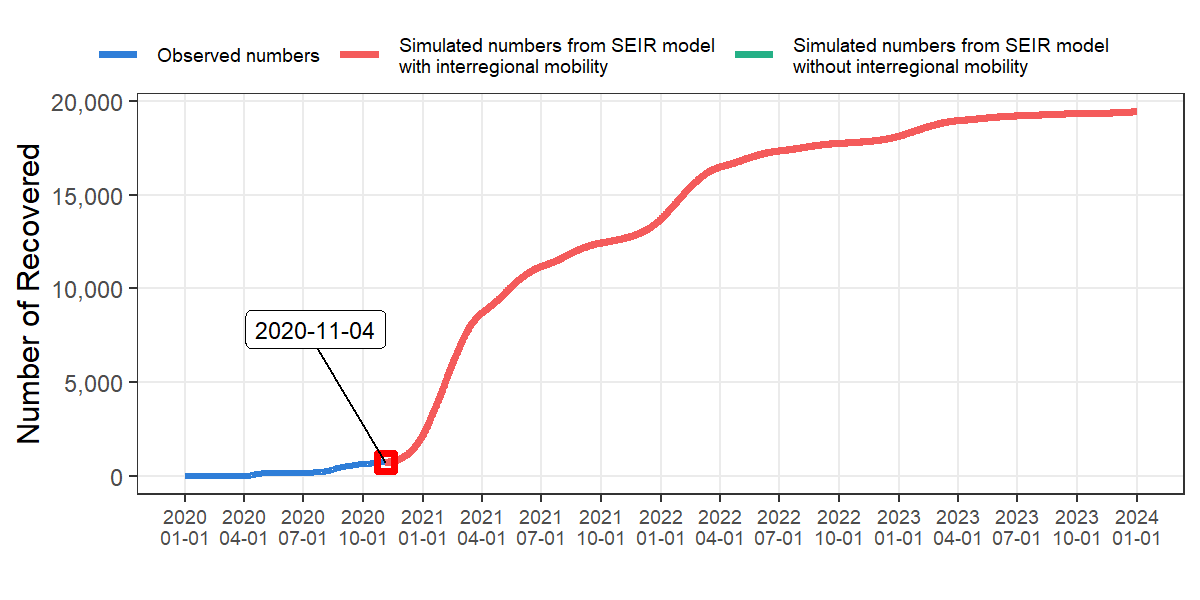 Observed numbers
Simulated numbers from SEIR model
with interregional mobility
Simulated numbers from SEIR model
without interregional mobility
Number of Recovered
20,000
15,000
10,000
5,000
0
2020-11-04
2020 2020 2020 2020 2021 2021 2021 2021 2022 2022 2022 2022 2023 2023 2023 2023 2024
01-01 04-01 07-01 10-01 01-01 04-01 07-01 10-01 01-01 04-01 07-01 10-01 01-01 04-01 07-01 10-01 01-01